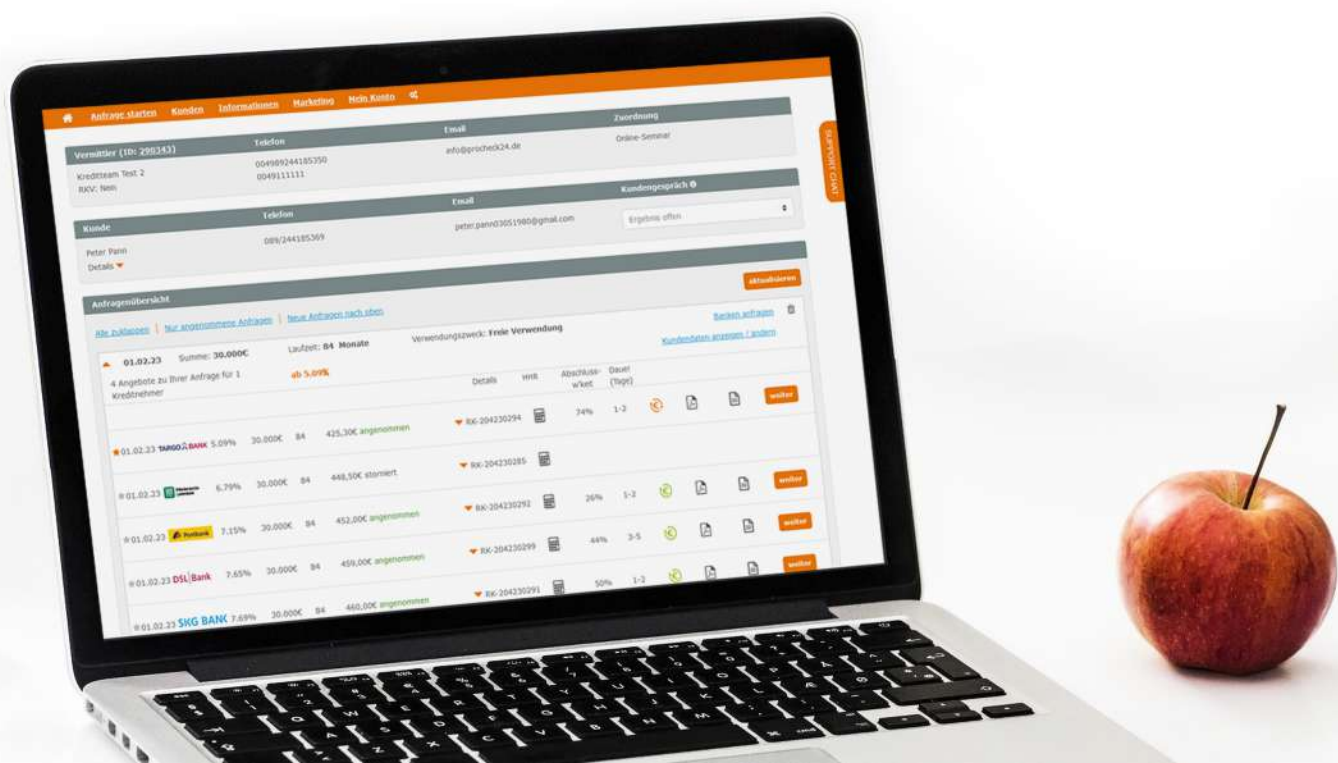 Anfrage starten Kunden Informationen Marketing Mein Konto
Vermittler (ID: 298343) Telefon Email Zuordnung
Kreditteam Test 2 004989244185350 info@procheck24.de Online-Seminar
RKV: Nein 0049111111
Kunde Telefon Email Kundengespräch
Peter Pann 089/244185369 peter.pann03051980@gmail.com Ergebnis offen
Details
SUPPORT CHAT
Anfragenübersicht
aktualisieren
Alle zuklappen | Nur angenommene Anfragen | Neue Anfragen nach oben
01.02.23 Summe: 30.000€ Laufzeit: 84 Monate Verwendungszweck: Freie Verwendung Banken anfragen
4 Angebote zu Ihrer Anfrage für 1 Kreditnehmer ab 5.09% Kundendaten anzeigen / ändern
Details HHR Abschluss-w'keit Dauer (Tage)
01.02.23 TARGO BANK 5.09% 30.000€ 84 425,30€ angenommen RK-204230294 74% 1-2 weiter
01.02.23 6.79% 30.000€ 84 448,50€ storniert RK-204230285
01.02.23 Postbank 7.15% 30.000€ 84 452,00€ angenommen RK-204230292 26% 1-2 weiter
01.02.23 DSL Bank 7.65% 30.000€ 84 459,00€ angenommen RK-204230299 44% 3-5 weiter
01.02.23 SKG BANK 7.69% 30.000€ 84 460,00€ angenommen RK-204230291 50% 1-2 weiter